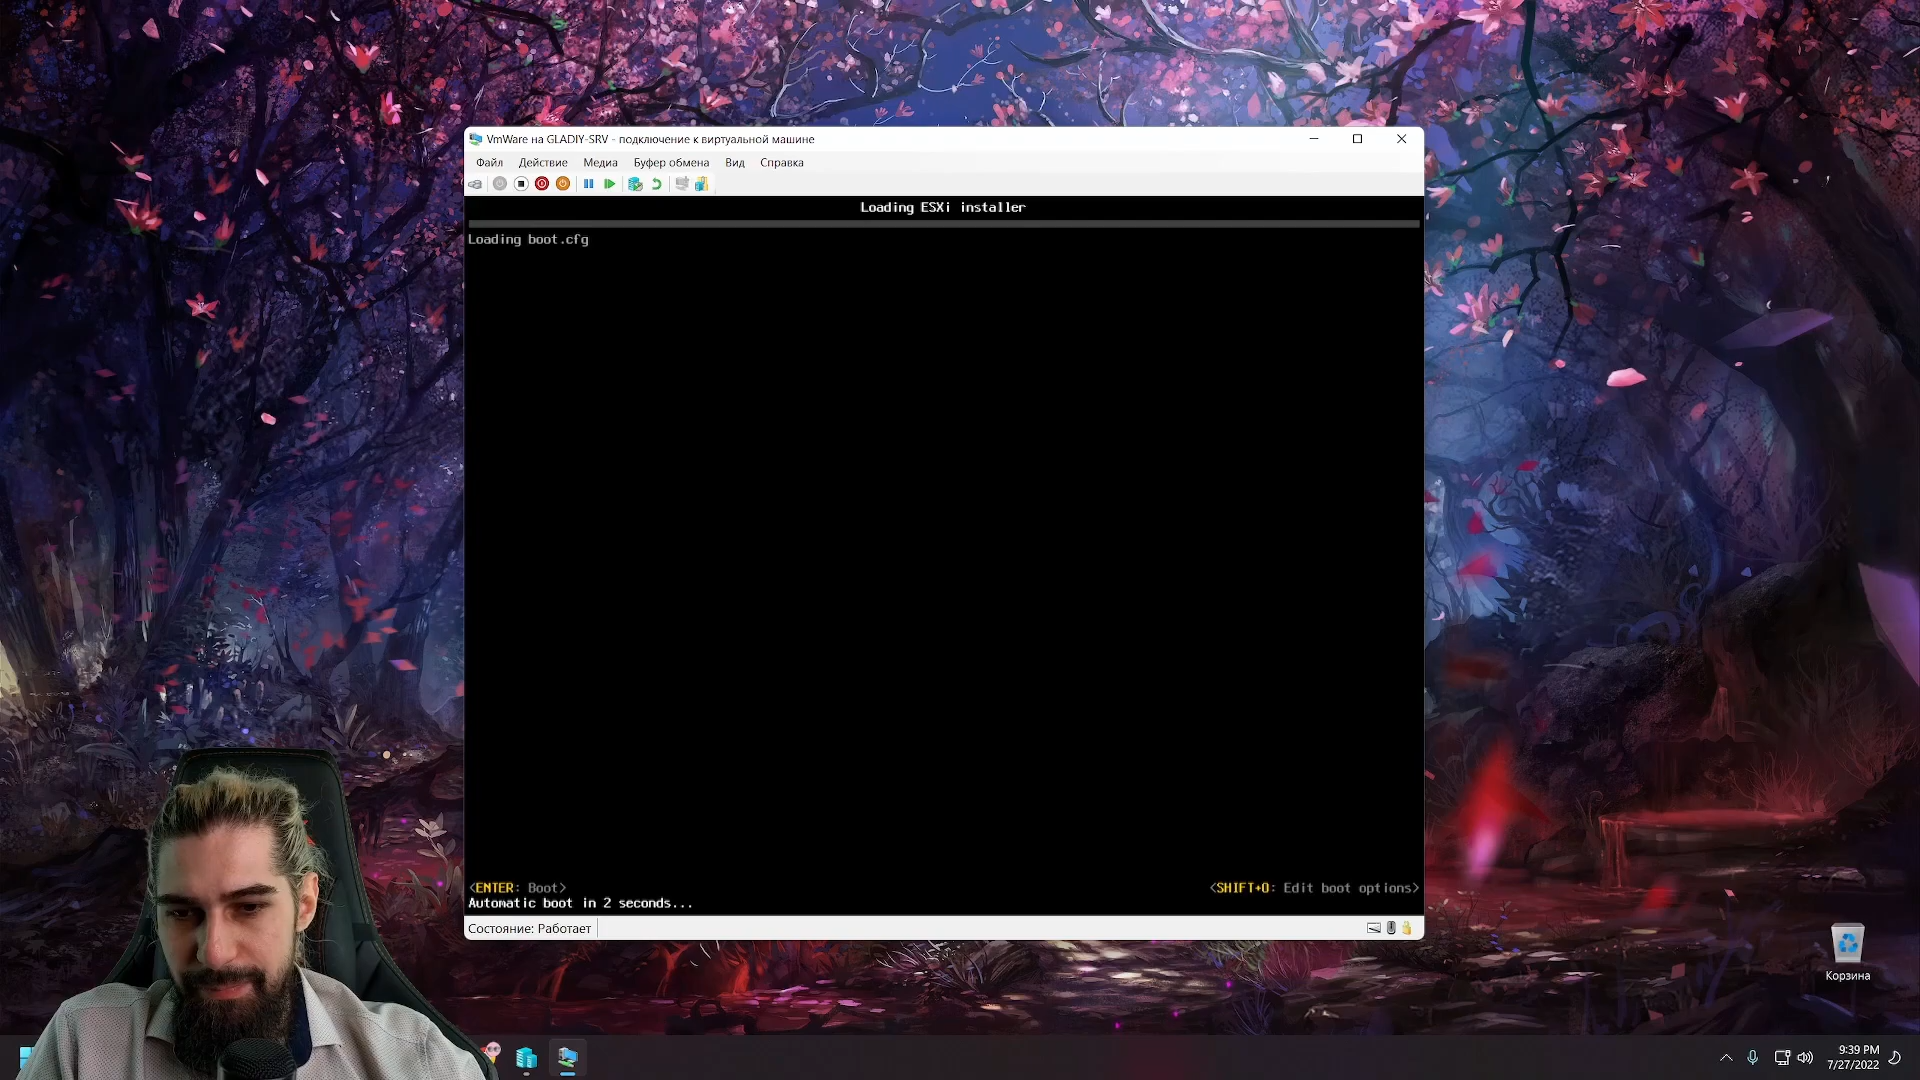 VmWare на GLADIY-SRV - подключение к виртуальной машине
Файл Действие Медиа Буфер обмена Вид Справка
Loading ESXi installer
Loading boot.cfg
<ENTER: Boot> <SHIFT+O: Edit boot options>
Automatic boot in 2 seconds...
Состояние: Работает
Корзина
9:39 PM
7/27/2022